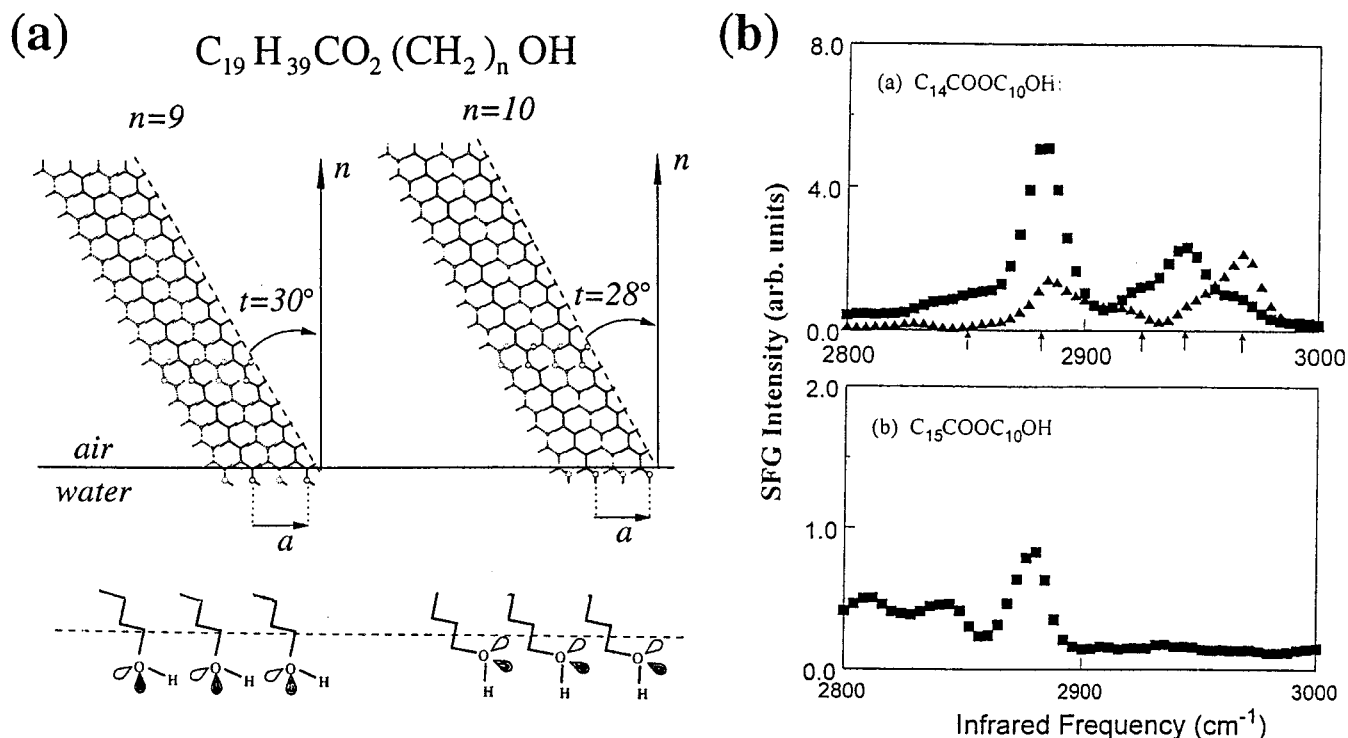 (a)
C₁₉H₃₉CO₂(CH₂)ₙOH
n=9
n=10
n
n
t=30°
t=28°
air
water
a
a
O H O H O H
O O O
H H H
(b)
SFG Intensity (arb. units)
8.0
(a) C₁₄COOC₁₀OH:
4.0
0.0
2800 2900 3000
2.0
(b) C₁₅COOC₁₀OH
1.0
0.0
2800 2900 3000
Infrared Frequency (cm⁻¹)